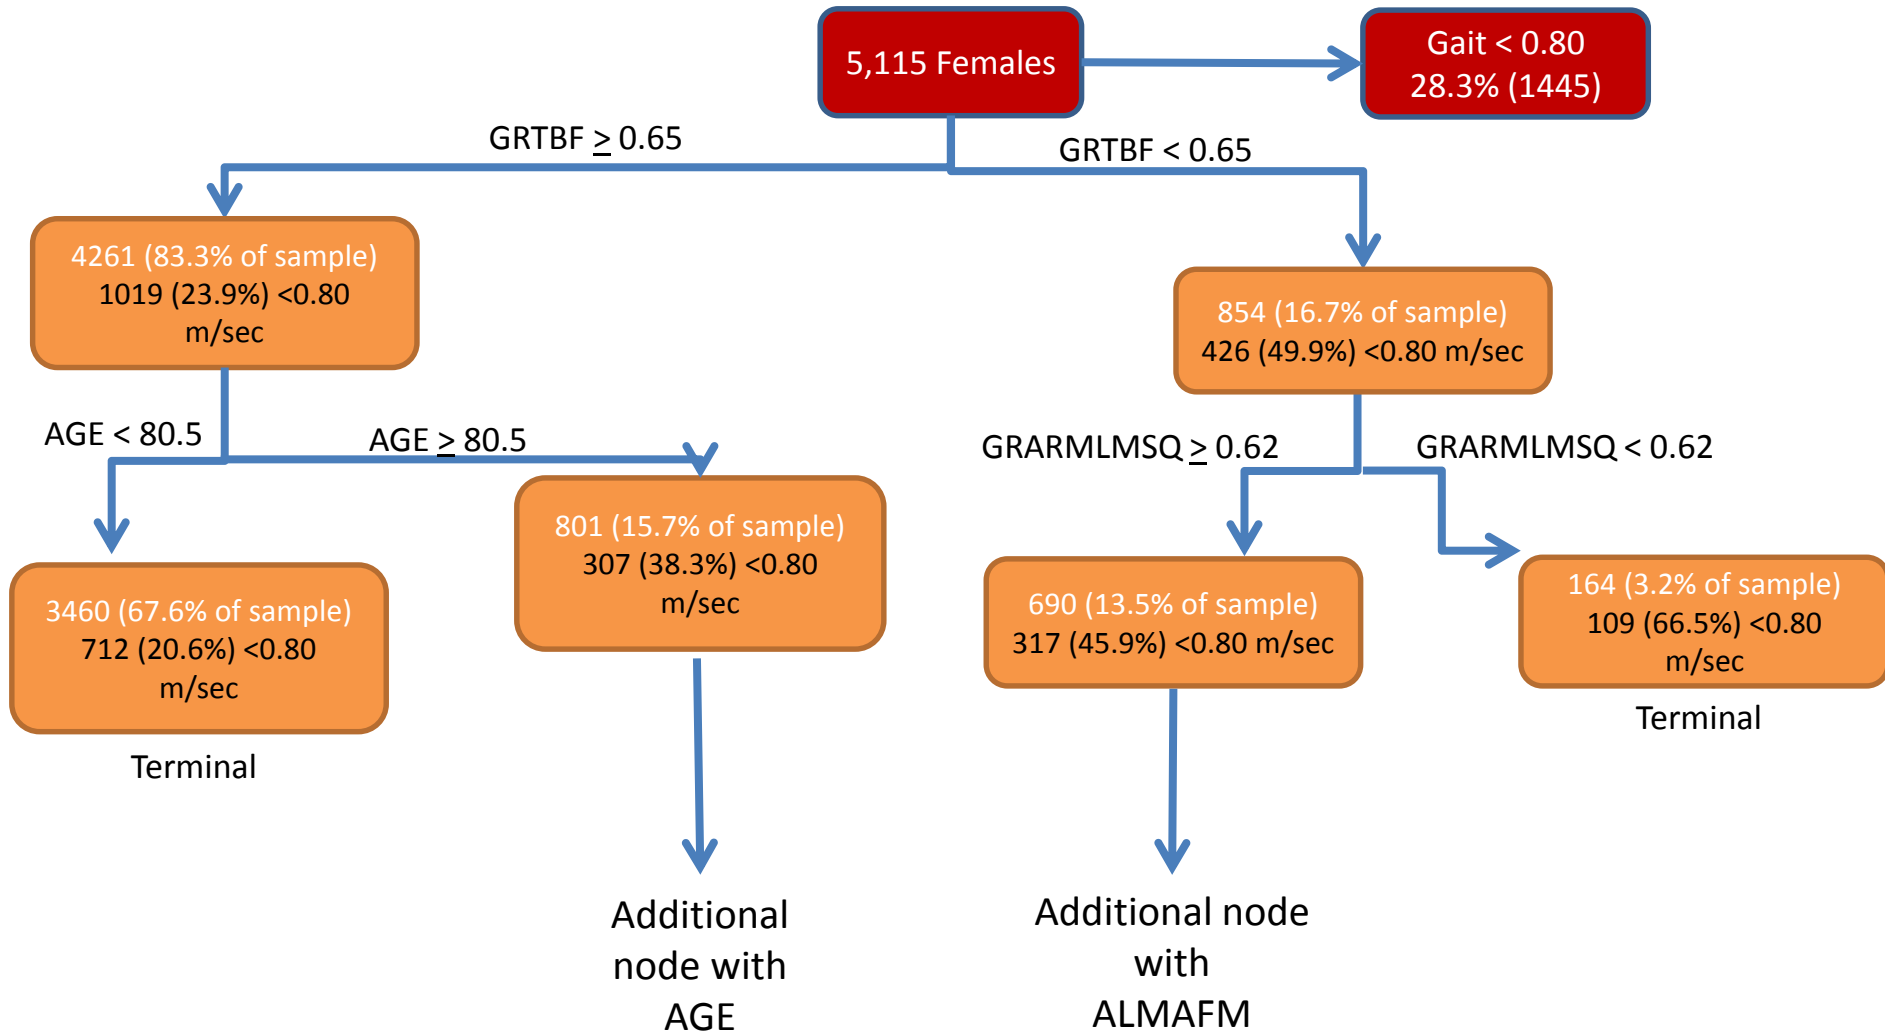 5,115 Females
Gait < 0.80
28.3% (1445)
GRTBF ≥ 0.65
GRTBF < 0.65
4261 (83.3% of sample)
1019 (23.9%) <0.80
m/sec
854 (16.7% of sample)
426 (49.9%) <0.80 m/sec
AGE < 80.5
AGE ≥ 80.5
GRARMLMSQ ≥ 0.62
GRARMLMSQ < 0.62
3460 (67.6% of sample)
712 (20.6%) <0.80
m/sec
Terminal
801 (15.7% of sample)
307 (38.3%) <0.80
m/sec
690 (13.5% of sample)
317 (45.9%) <0.80 m/sec
164 (3.2% of sample)
109 (66.5%) <0.80
m/sec
Terminal
Additional
node with
AGE
Additional node
with
ALMAFM